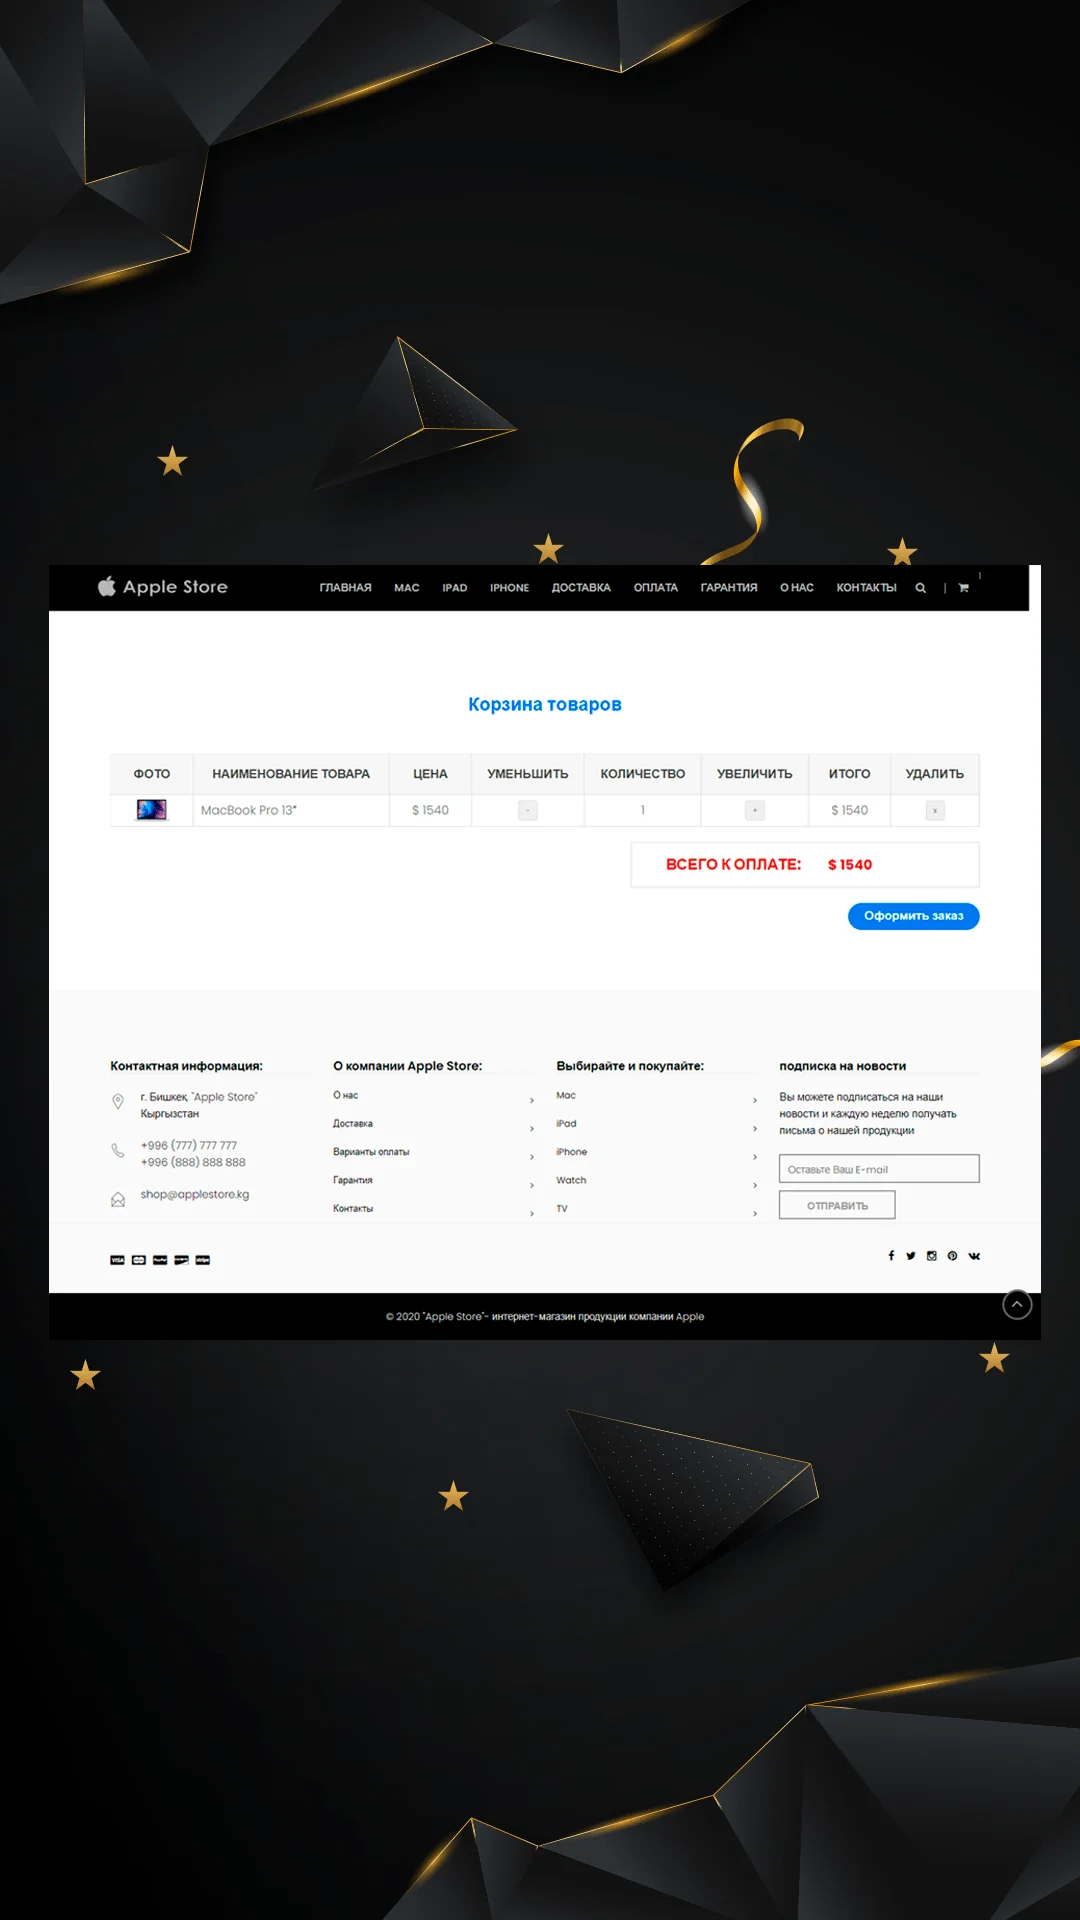 Apple Store ГЛАВНАЯ MAC IPAD IPHONE ДОСТАВКА ОПЛАТА ГАРАНТИЯ О НАС КОНТАКТЫ | 1
Корзина товаров
ФОТО НАИМЕНОВАНИЕ ТОВАРА ЦЕНА УМЕНЬШИТЬ КОЛИЧЕСТВО УВЕЛИЧИТЬ ИТОГО УДАЛИТЬ
MacBook Pro 13" $ 1540 - 1 + $ 1540 x
ВСЕГО К ОПЛАТЕ: $ 1540
Оформить заказ
Контактная информация:
г. Бишкек, "Apple Store"
Кыргызстан
+996 (777) 777 777
+996 (888) 888 888
shop@applestore.kg
О компании Apple Store:
О нас
Доставка
Варианты оплаты
Гарантия
Контакты
Выбирайте и покупайте:
Mac
iPad
iPhone
Watch
TV
подписка на новости
Вы можете подписаться на наши
новости и каждую неделю получать
письма о нашей продукции
Оставьте Ваш E-mail
ОТПРАВИТЬ
VISA
© 2020 "Apple Store"- интернет-магазин продукции компании Apple